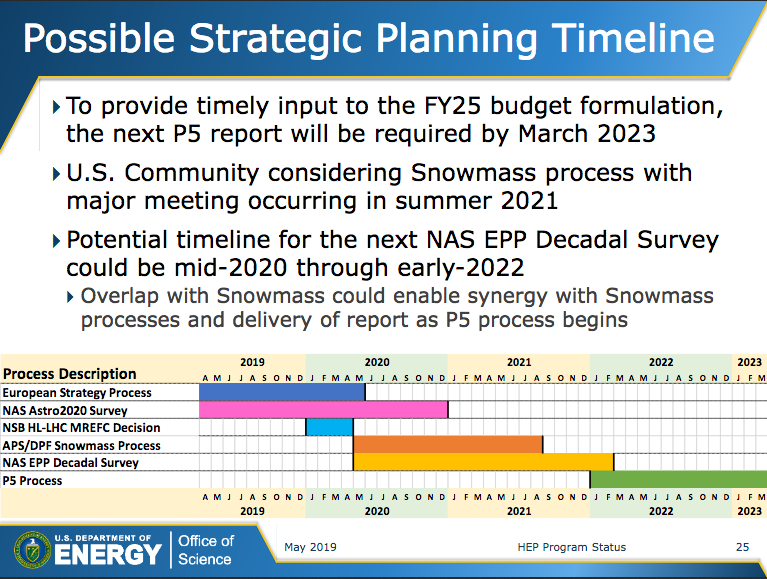 Possible Strategic Planning Timeline
To provide timely input to the FY25 budget formulation,
the next P5 report will be required by March 2023
U.S. Community considering Snowmass process with
major meeting occurring in summer 2021
Potential timeline for the next NAS EPP Decadal Survey
could be mid-2020 through early-2022
Overlap with Snowmass could enable synergy with Snowmass
processes and delivery of report as P5 process begins
2019 2020 2021 2022 2023
Process Description A M J J A S O N D J F M A M J J A S O N D J F M A M J J A S O N D J F M A M J J A S O N D J F M
European Strategy Process
NAS Astro2020 Survey
NSB HL-LHC MREFC Decision
APS/DPF Snowmass Process
NAS EPP Decadal Survey
P5 Process
A M J J A S O N D J F M A M J J A S O N D J F M A M J J A S O N D J F M A M J J A S O N D J F M
2019 2020 2021 2022 2023
U.S. DEPARTMENT OF
ENERGY
Office of
Science
May 2019 HEP Program Status 25